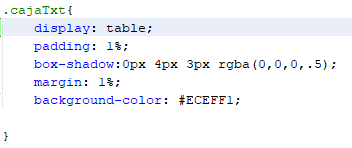 .cajaTxt{
display: table;
padding: 1%;
box-shadow:0px 4px 3px rgba(0,0,0,.5);
margin: 1%;
background-color: #ECEFF1;
}